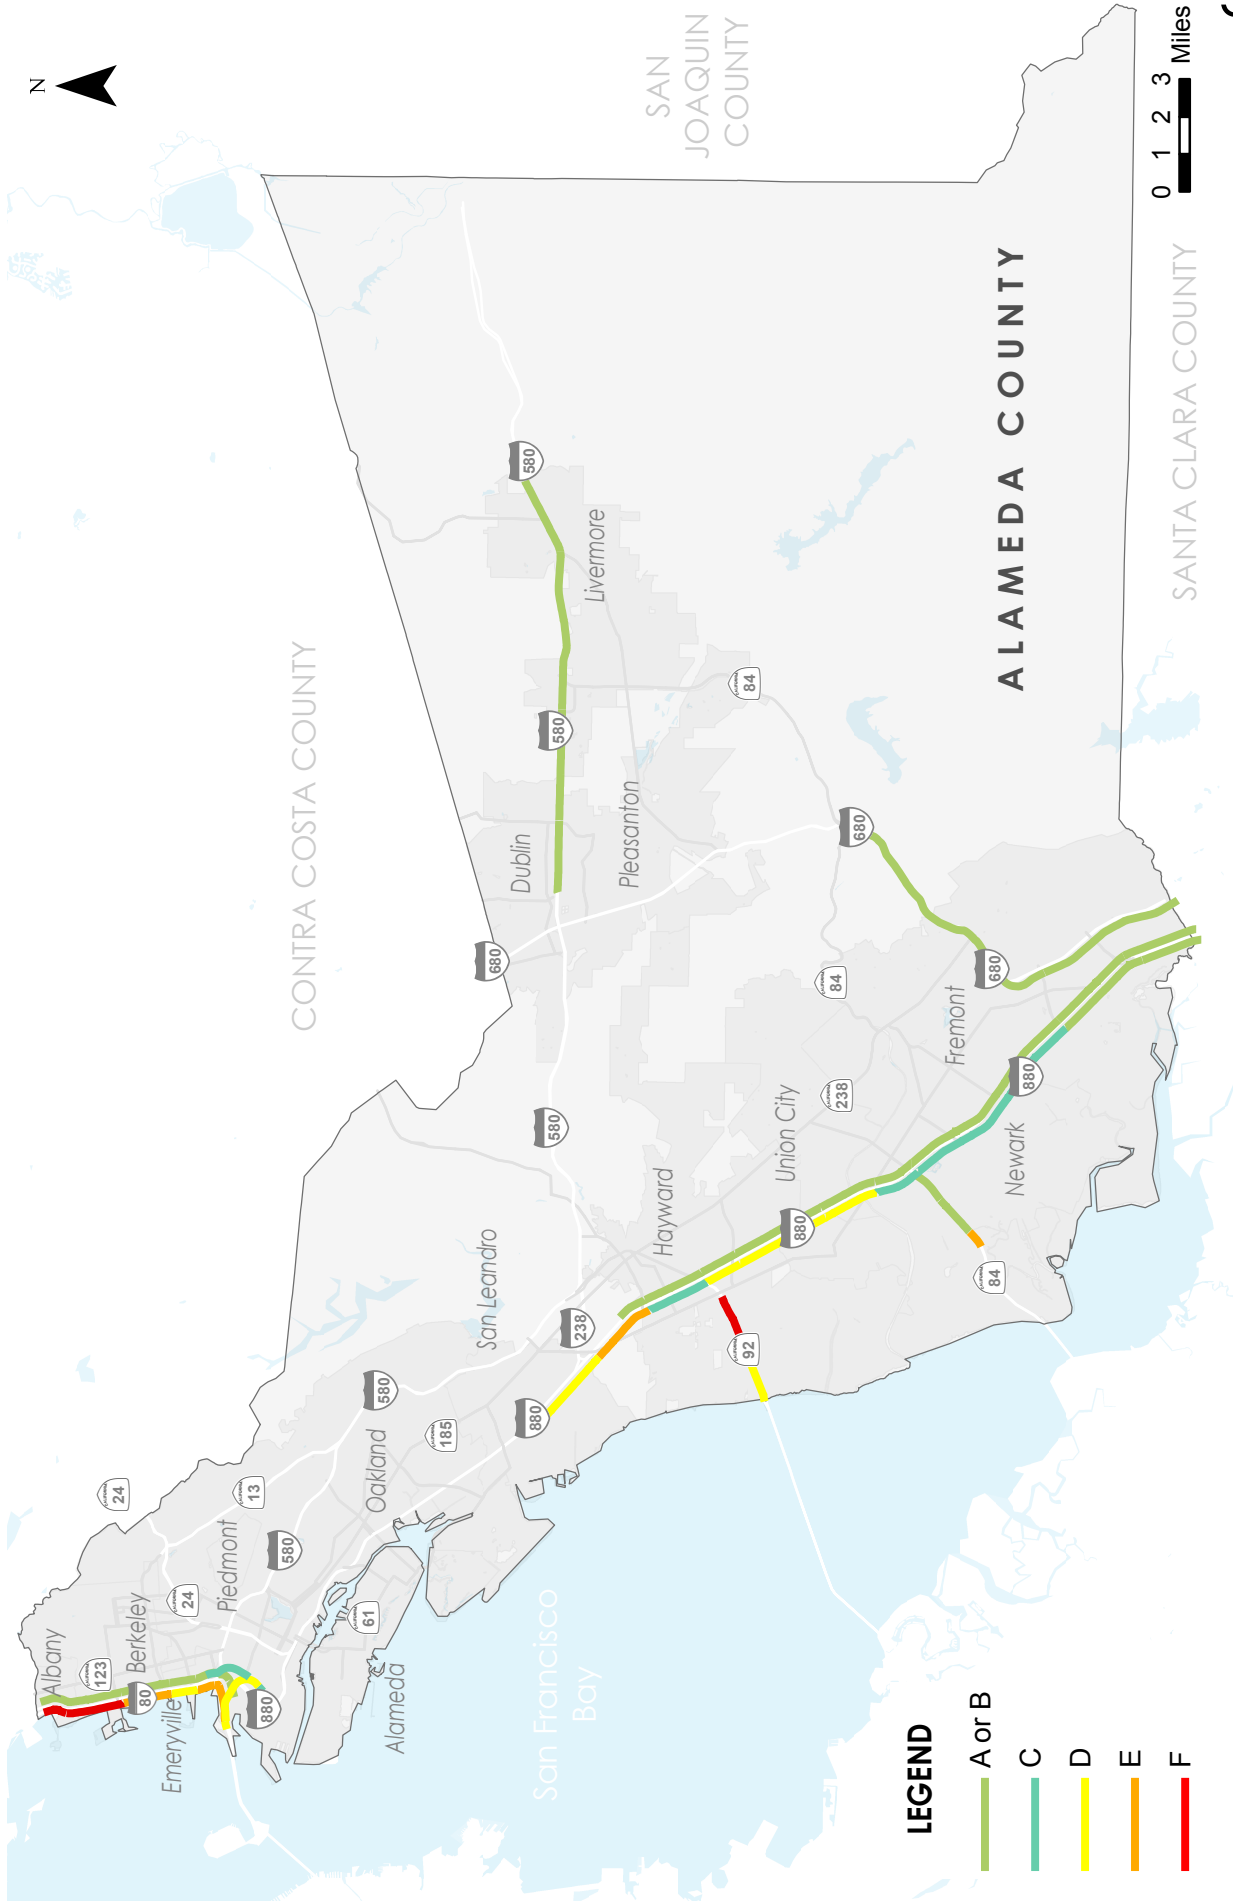 N
CONTRA COSTA COUNTY
SAN
JOAQUIN
COUNTY
SANTA CLARA COUNTY
ALAMEDA COUNTY
San Francisco
Bay
Albany
Berkeley
Emeryville
Piedmont
Oakland
Alameda
San Leandro
Hayward
Union City
Fremont
Newark
Dublin
Pleasanton
Livermore
123
80
24
24
13
580
880
61
580
185
880
238
580
92
880
238
84
84
880
680
680
680
84
580
580
0 1 2 3
Miles
LEGEND
A or B
C
D
E
F